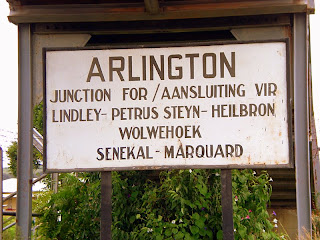 ARLINGTON
JUNCTION FOR/AANSLUITING VIR
LINDLEY-PETRUS STEYN-HEILBRON
WOLWEHOEK
SENEKAL-MARQUARD